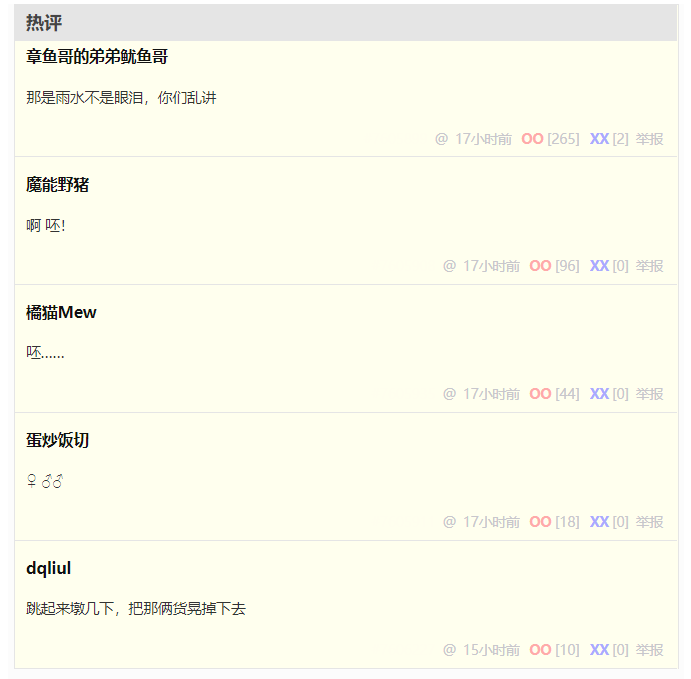 热评
章鱼哥的弟弟鱿鱼哥
那是雨水不是眼泪，你们乱讲
@ 17小时前 OO [265] XX [2] 举报
魔能野猪
啊 呸！
@ 17小时前 OO [96] XX [0] 举报
橘猫Mew
呸……
@ 17小时前 OO [44] XX [0] 举报
蛋炒饭切
♀ ♂♂
@ 17小时前 OO [18] XX [0] 举报
dqliul
跳起来墩几下，把那俩货晃掉下去
@ 15小时前 OO [10] XX [0] 举报